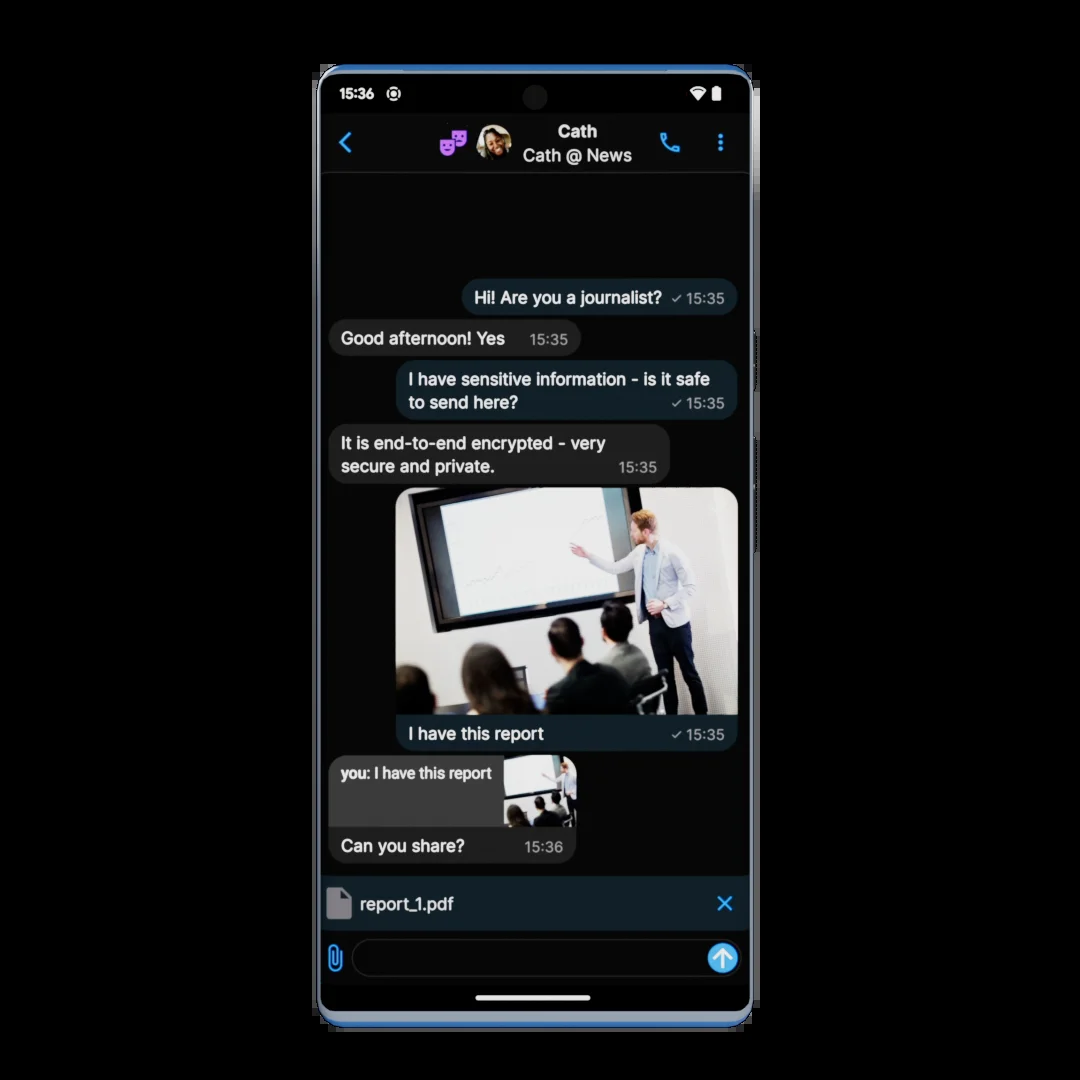 15:36
Cath
Cath @ News
Hi! Are you a journalist? ✓ 15:35
Good afternoon! Yes 15:35
I have sensitive information - is it safe
to send here? ✓ 15:35
It is end-to-end encrypted - very
secure and private. 15:35
I have this report ✓ 15:35
you: I have this report
Can you share? 15:36
report_1.pdf